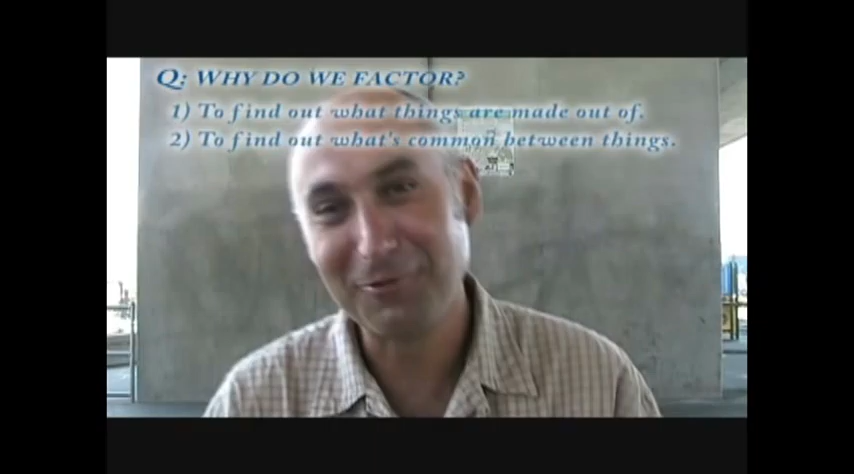 Q: WHY DO WE FACTOR?
1) To find out what things are made out of.
2) To find out what's common between things.